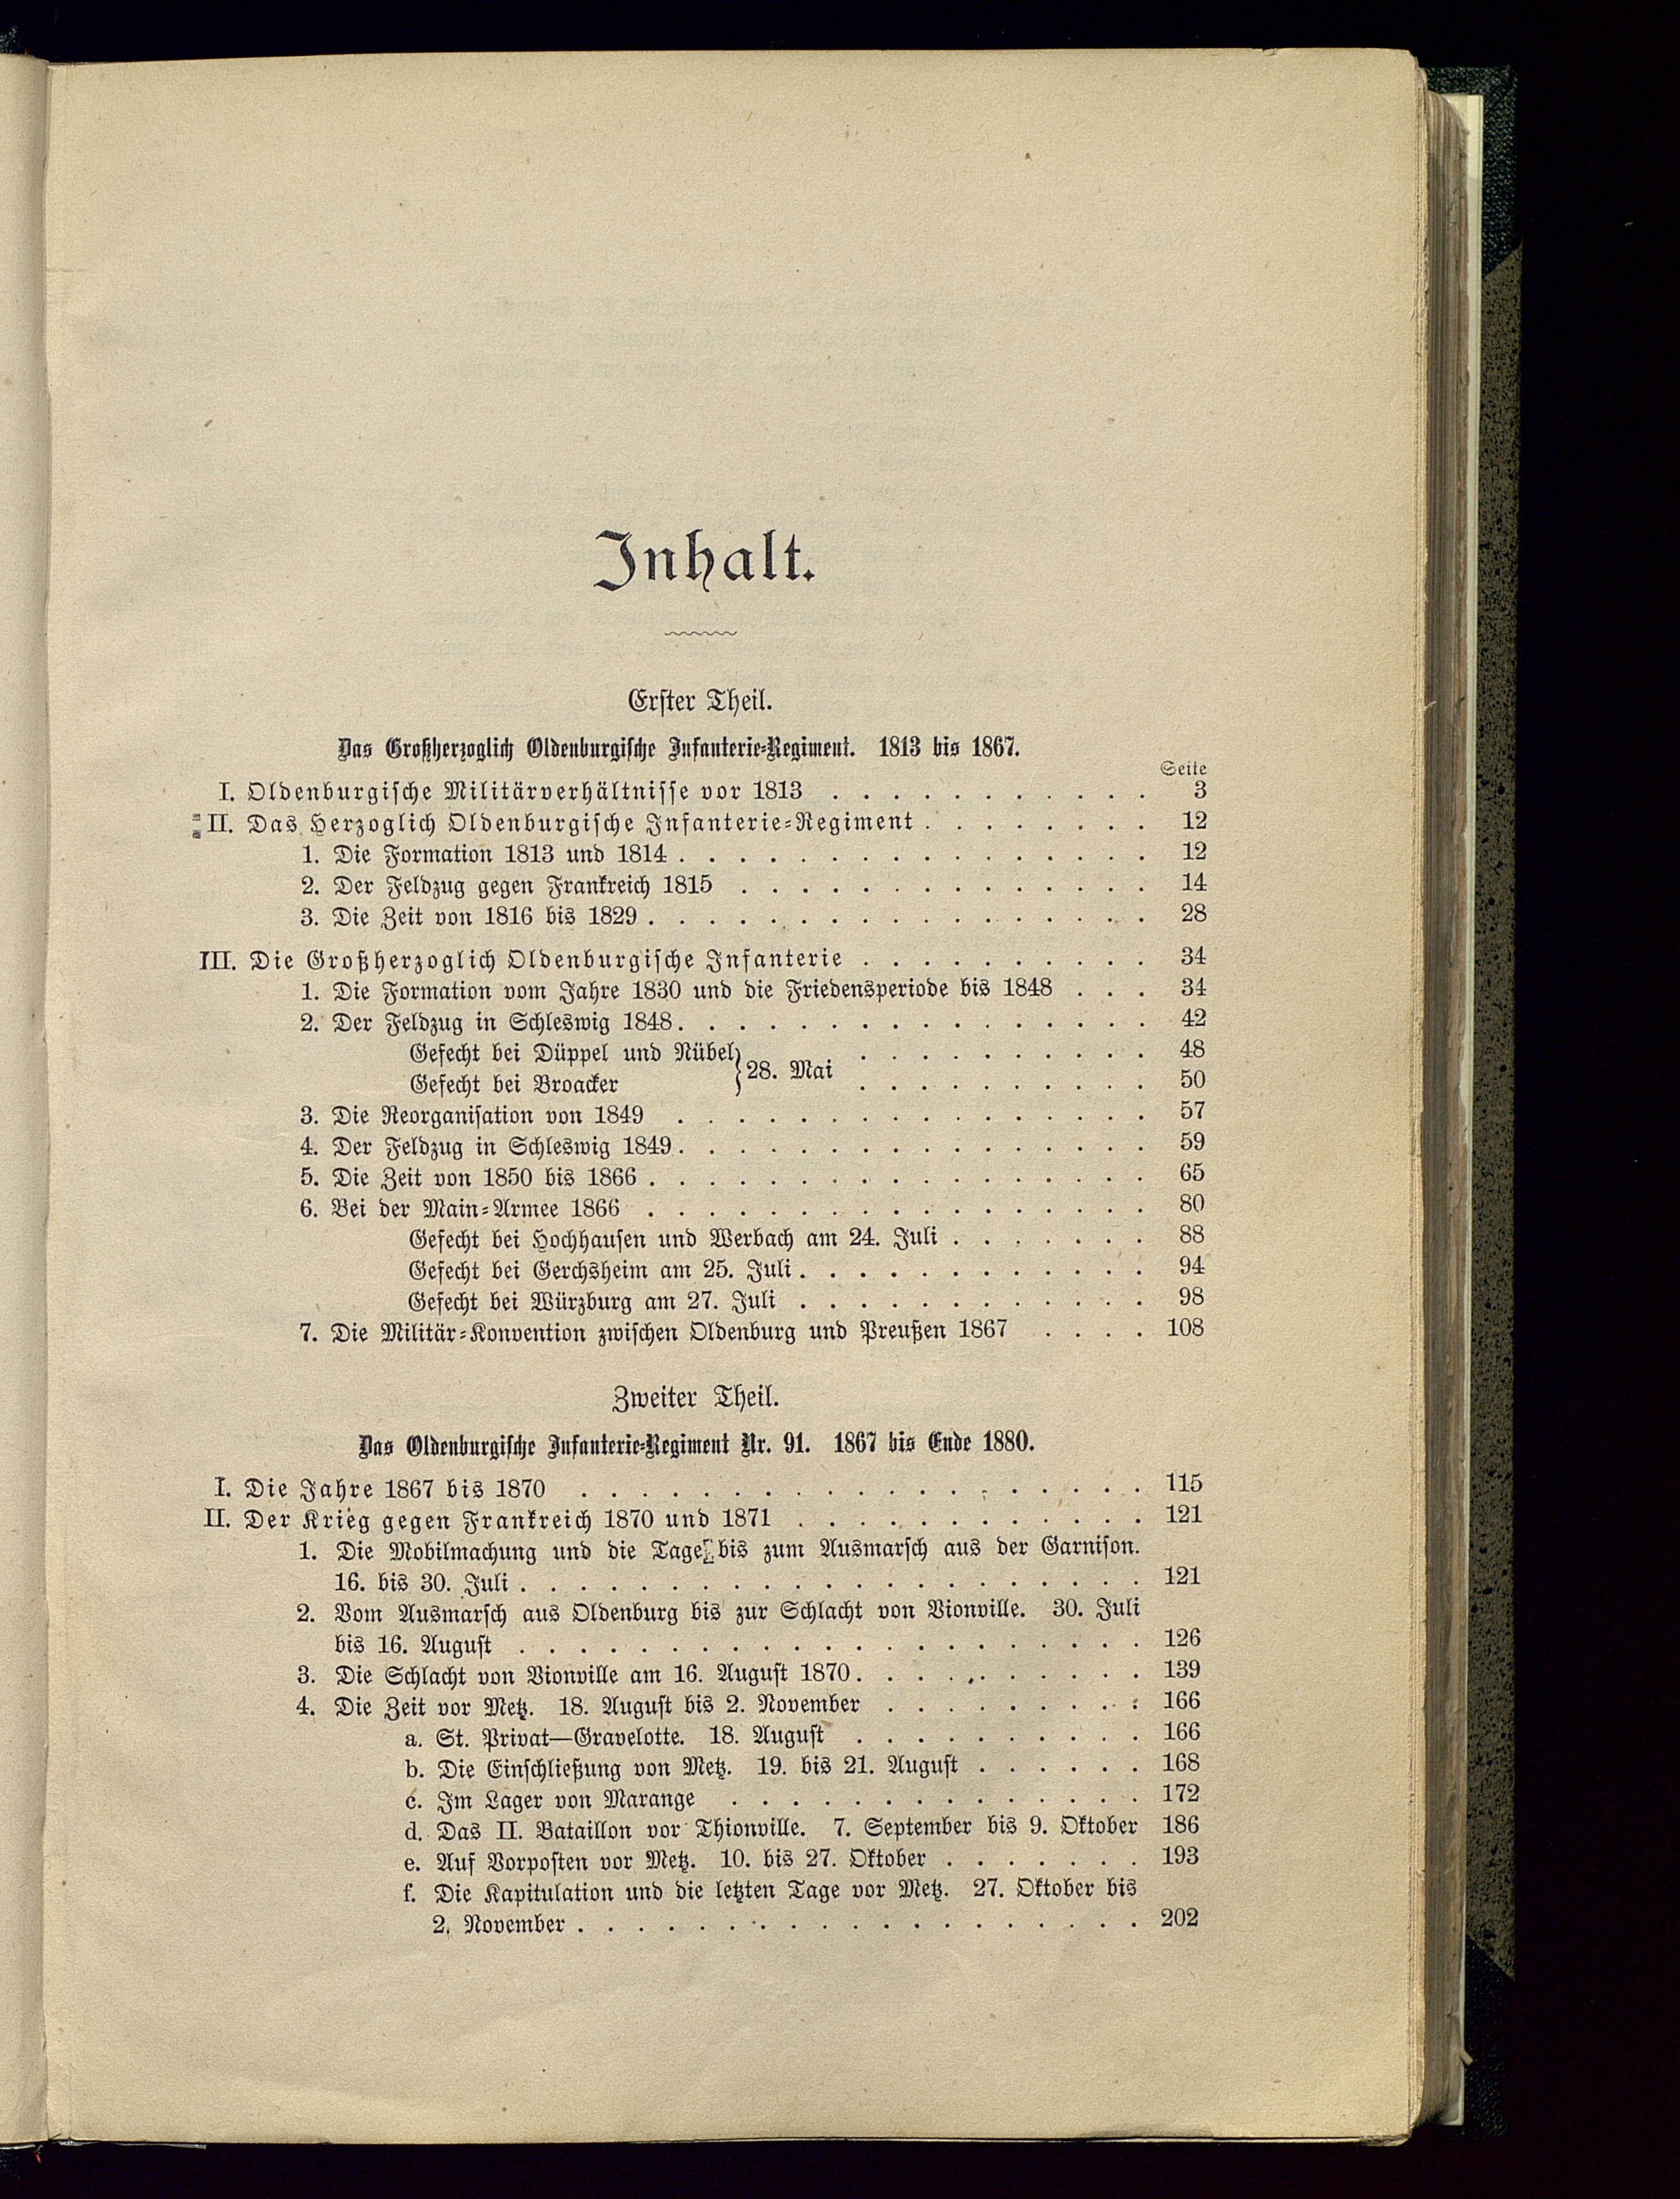 Inhalt.
Erster Theil.
Das Großherzoglich Oldenburgische Infanterie-Regiment. 1813 bis 1867.
Seite
I. Oldenburgische Militärverhältnisse vor 1813 . . . . . . . . . . . 3
II. Das Herzoglich Oldenburgische Infanterie-Regiment . . . . . . . . 12
1. Die Formation 1813 und 1814 . . . . . . . . . . . . . . . . 12
2. Der Feldzug gegen Frankreich 1815 . . . . . . . . . . . . . . 14
3. Die Zeit von 1816 bis 1829 . . . . . . . . . . . . . . . . . 28
III. Die Großherzoglich Oldenburgische Infanterie . . . . . . . . . . 34
1. Die Formation vom Jahre 1830 und die Friedensperiode bis 1848 . . . 34
2. Der Feldzug in Schleswig 1848 . . . . . . . . . . . . . . . . 42
Gefecht bei Düppel und Nübel } 28. Mai . . . . . . . . . . 48
Gefecht bei Broacker . . . . . . . . . . 50
3. Die Reorganisation von 1849 . . . . . . . . . . . . . . . . 57
4. Der Feldzug in Schleswig 1849 . . . . . . . . . . . . . . . . 59
5. Die Zeit von 1850 bis 1866 . . . . . . . . . . . . . . . . . 65
6. Bei der Main-Armee 1866 . . . . . . . . . . . . . . . . . 80
Gefecht bei Hochhausen und Werbach am 24. Juli . . . . . . . 88
Gefecht bei Gerchsheim am 25. Juli . . . . . . . . . . . . 94
Gefecht bei Würzburg am 27. Juli . . . . . . . . . . . . 98
7. Die Militär-Konvention zwischen Oldenburg und Preußen 1867 . . . . 108
Zweiter Theil.
Das Oldenburgische Infanterie-Regiment Nr. 91. 1867 bis Ende 1880.
I. Die Jahre 1867 bis 1870 . . . . . . . . . . . . . . . . . . . 115
II. Der Krieg gegen Frankreich 1870 und 1871 . . . . . . . . . . . . 121
1. Die Mobilmachung und die Tage bis zum Ausmarsch aus der Garnison.
16. bis 30. Juli . . . . . . . . . . . . . . . . . . . . . 121
2. Vom Ausmarsch aus Oldenburg bis zur Schlacht von Vionville. 30. Juli
bis 16. August . . . . . . . . . . . . . . . . . . . . . 126
3. Die Schlacht von Vionville am 16. August 1870 . . . . . . . . . . 139
4. Die Zeit vor Metz. 18. August bis 2. November . . . . . . . . . 166
a. St. Privat—Gravelotte. 18. August . . . . . . . . . . 166
b. Die Einschließung von Metz. 19. bis 21. August . . . . . . 168
c. Im Lager von Marange . . . . . . . . . . . . . . 172
d. Das II. Bataillon vor Thionville. 7. September bis 9. Oktober 186
e. Auf Vorposten vor Metz. 10. bis 27. Oktober . . . . . . . 193
f. Die Kapitulation und die letzten Tage vor Metz. 27. Oktober bis
2. November . . . . . . . . . . . . . . . . . . . 202